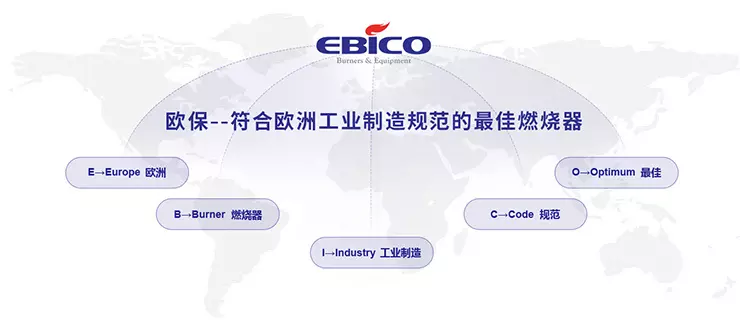 EBICO
Burners & Equipment
欧保--符合欧洲工业制造规范的最佳燃烧器
E→Europe 欧洲
O→Optimum 最佳
B→Burner 燃烧器
C→Code 规范
I→Industry 工业制造